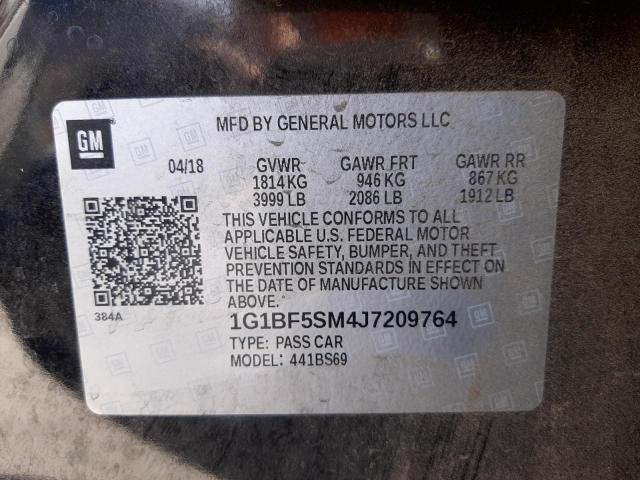 GM
MFD BY GENERAL MOTORS LLC
04/18 GVWR GAWR FRT GAWR RR
1814 KG 946 KG 867 KG
3999 LB 2086 LB 1912 LB
THIS VEHICLE CONFORMS TO ALL
APPLICABLE U.S. FEDERAL MOTOR
VEHICLE SAFETY, BUMPER, AND THEFT
PREVENTION STANDARDS IN EFFECT ON
THE DATE OF MANUFACTURE SHOWN
ABOVE.
384A
1G1BF5SM4J7209764
TYPE: PASS CAR
MODEL: 441BS69